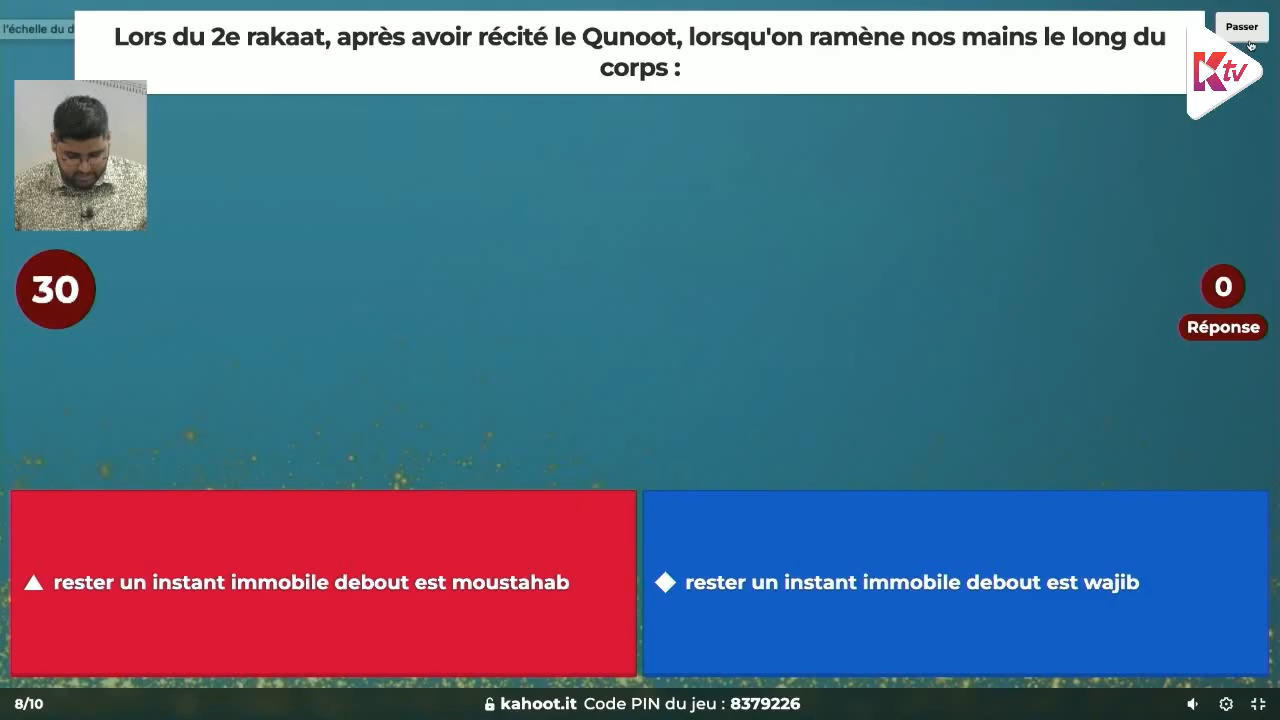 l'échelle du d
Lors du 2e rakaat, après avoir récité le Qunoot, lorsqu'on ramène nos mains le long du
corps :
Passer
Ktv
30
0
Réponse
rester un instant immobile debout est moustahab
rester un instant immobile debout est wajib
8/10
kahoot.it Code PIN du jeu : 8379226